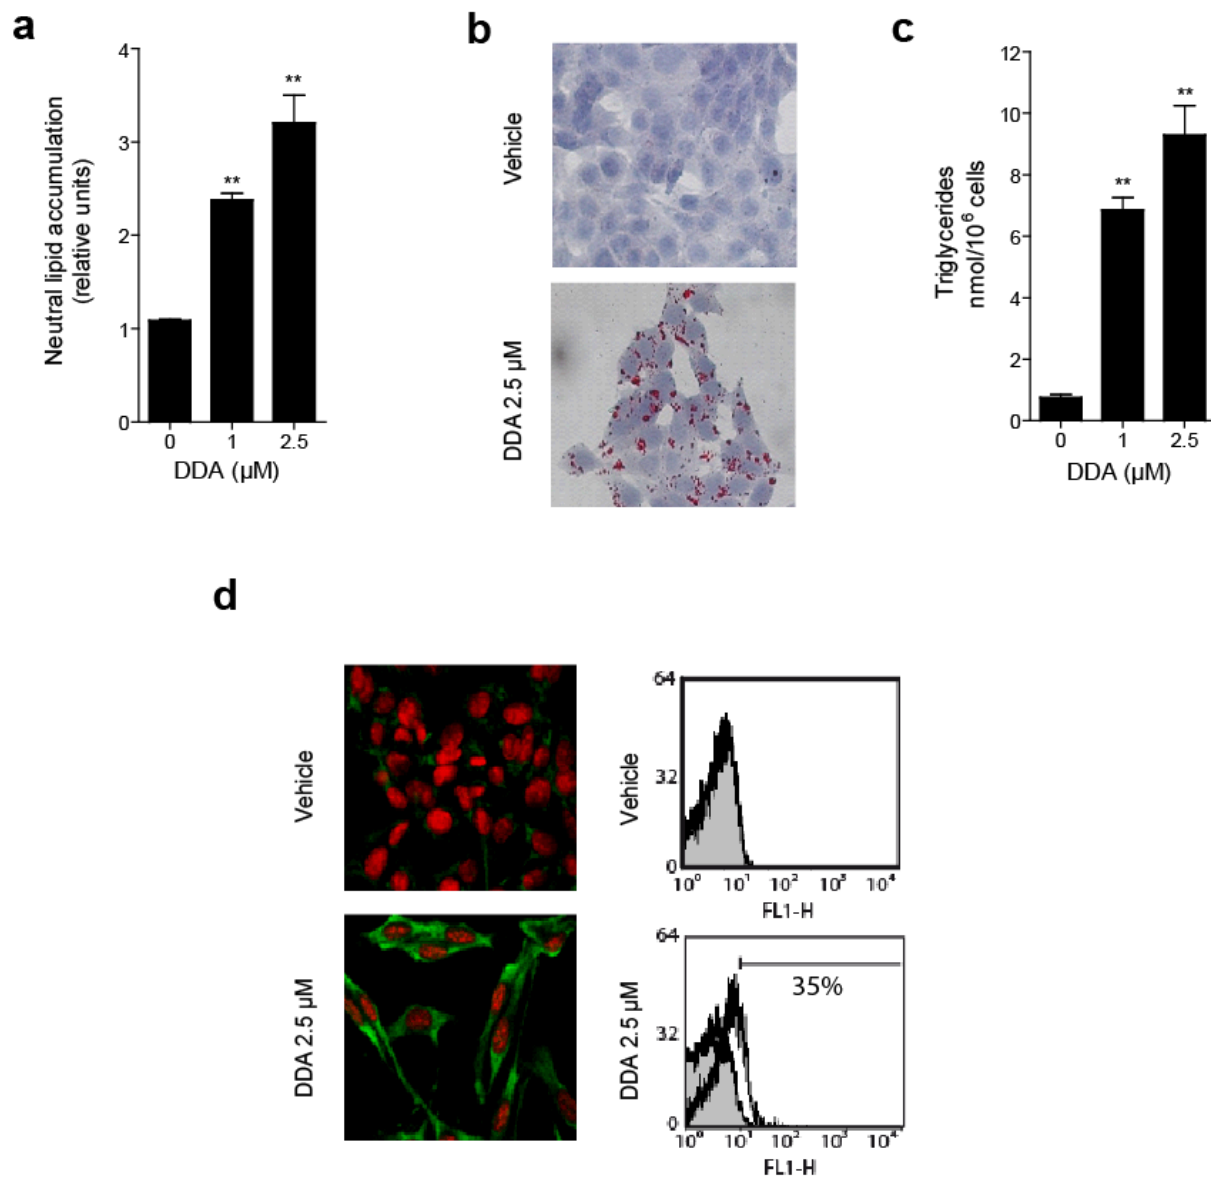 a
4
3
2
1
0
Neutral lipid accumulation
(relative units)
**
**
0 1 2.5
DDA (µM)
b
Vehicle
DDA 2.5 µM
c
12
10
8
6
4
2
0
Triglycerides
nmol/10⁶ cells
**
**
0 1 2.5
DDA (µM)
d
Vehicle
DDA 2.5 µM
Vehicle
64
32
0
10⁰ 10¹ 10² 10³ 10⁴
FL1-H
DDA 2.5 µM
64
32
0
35%
10⁰ 10¹ 10² 10³ 10⁴
FL1-H